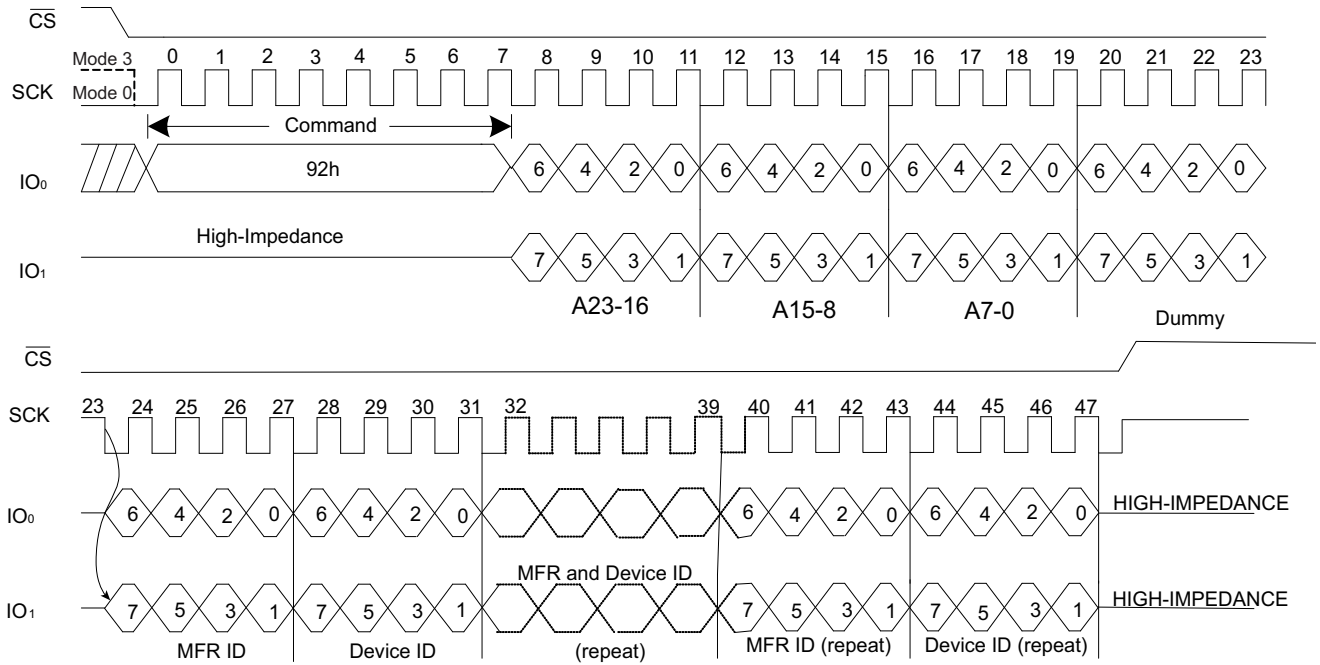 CS
Mode 3
0 1 2 3 4 5 6 7 8 9 10 11 12 13 14 15 16 17 18 19 20 21 22 23
SCK
Mode 0
Command
IO0
92h
6 4 2 0 6 4 2 0 6 4 2 0 6 4 2 0
High-Impedance
IO1
7 5 3 1 7 5 3 1 7 5 3 1 7 5 3 1
A23-16 A15-8 A7-0
Dummy
CS
SCK
23 24 25 26 27 28 29 30 31 32 39 40 41 42 43 44 45 46 47
IO0
6 4 2 0 6 4 2 0 6 4 2 0 6 4 2 0
HIGH-IMPEDANCE
MFR and Device ID
IO1
7 5 3 1 7 5 3 1 7 5 3 1 7 5 3 1
HIGH-IMPEDANCE
MFR ID Device ID (repeat) MFR ID (repeat) Device ID (repeat)